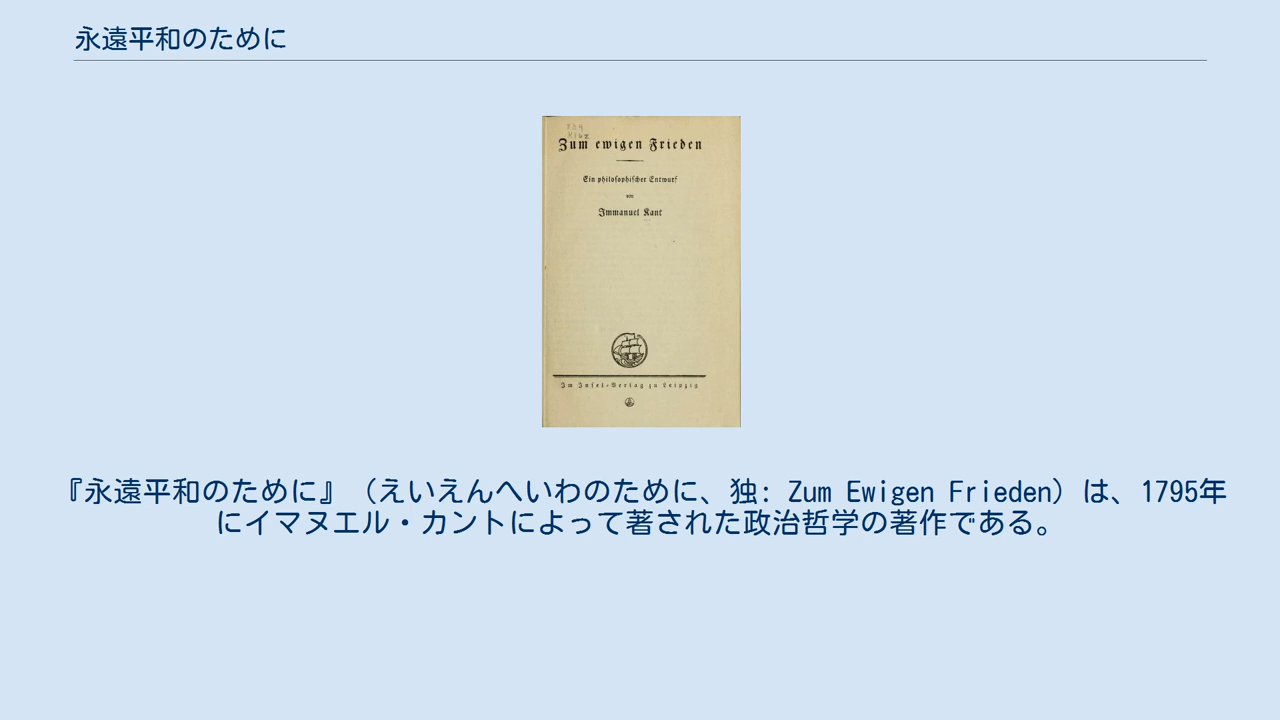 永遠平和のために
Zum ewigen Frieden
Ein philosophischer Entwurf
von
Immanuel Kant
Im Insel-Verlag zu Leipzig
『永遠平和のために』（えいえんへいわのために、独: Zum Ewigen Frieden）は、1795年
にイマヌエル・カントによって著された政治哲学の著作である。